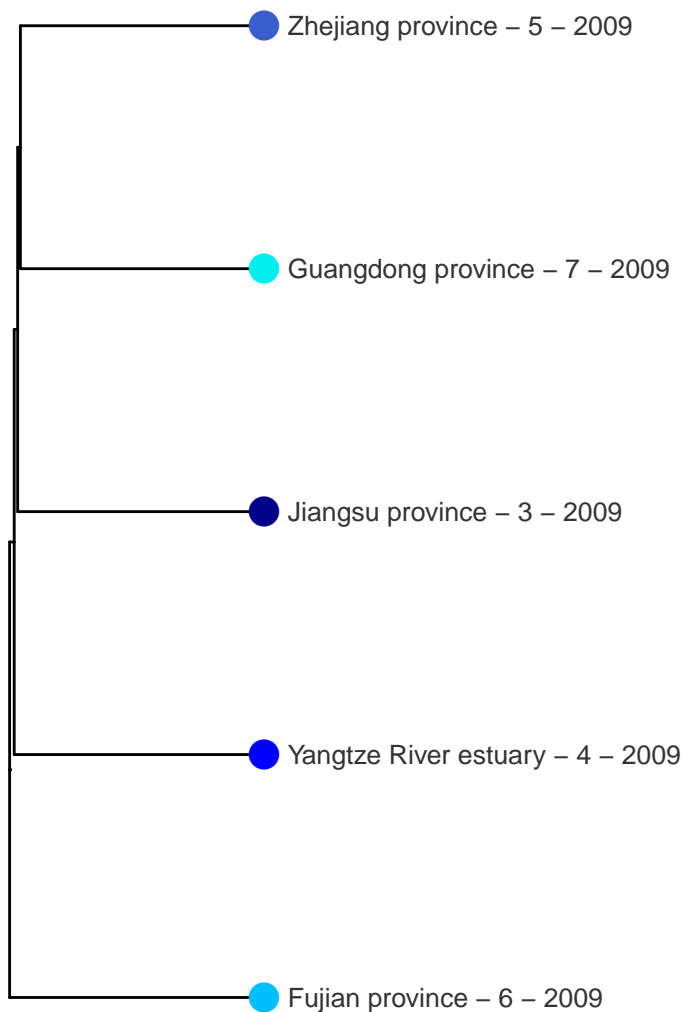 Zhejiang province – 5 – 2009
Guangdong province – 7 – 2009
Jiangsu province – 3 – 2009
Yangtze River estuary – 4 – 2009
Fujian province – 6 – 2009